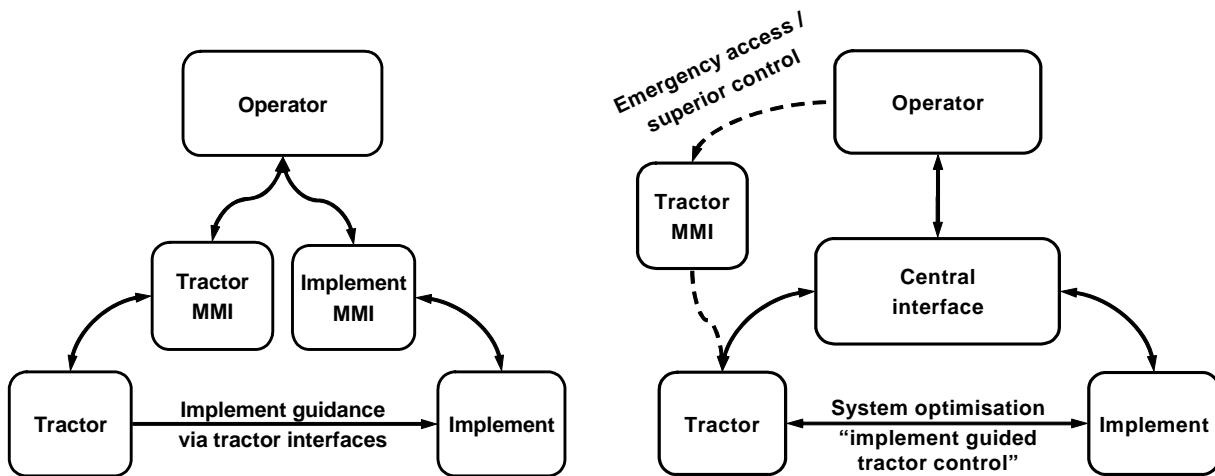 Operator
Tractor
MMI
Implement
MMI
Tractor
Implement guidance
via tractor interfaces
Implement
Emergency access /
superior control
Operator
Tractor
MMI
Central
interface
Tractor
System optimisation
“implement guided
tractor control”
Implement